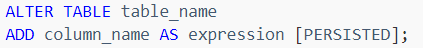 ALTER TABLE table_name
ADD column_name AS expression [PERSISTED];